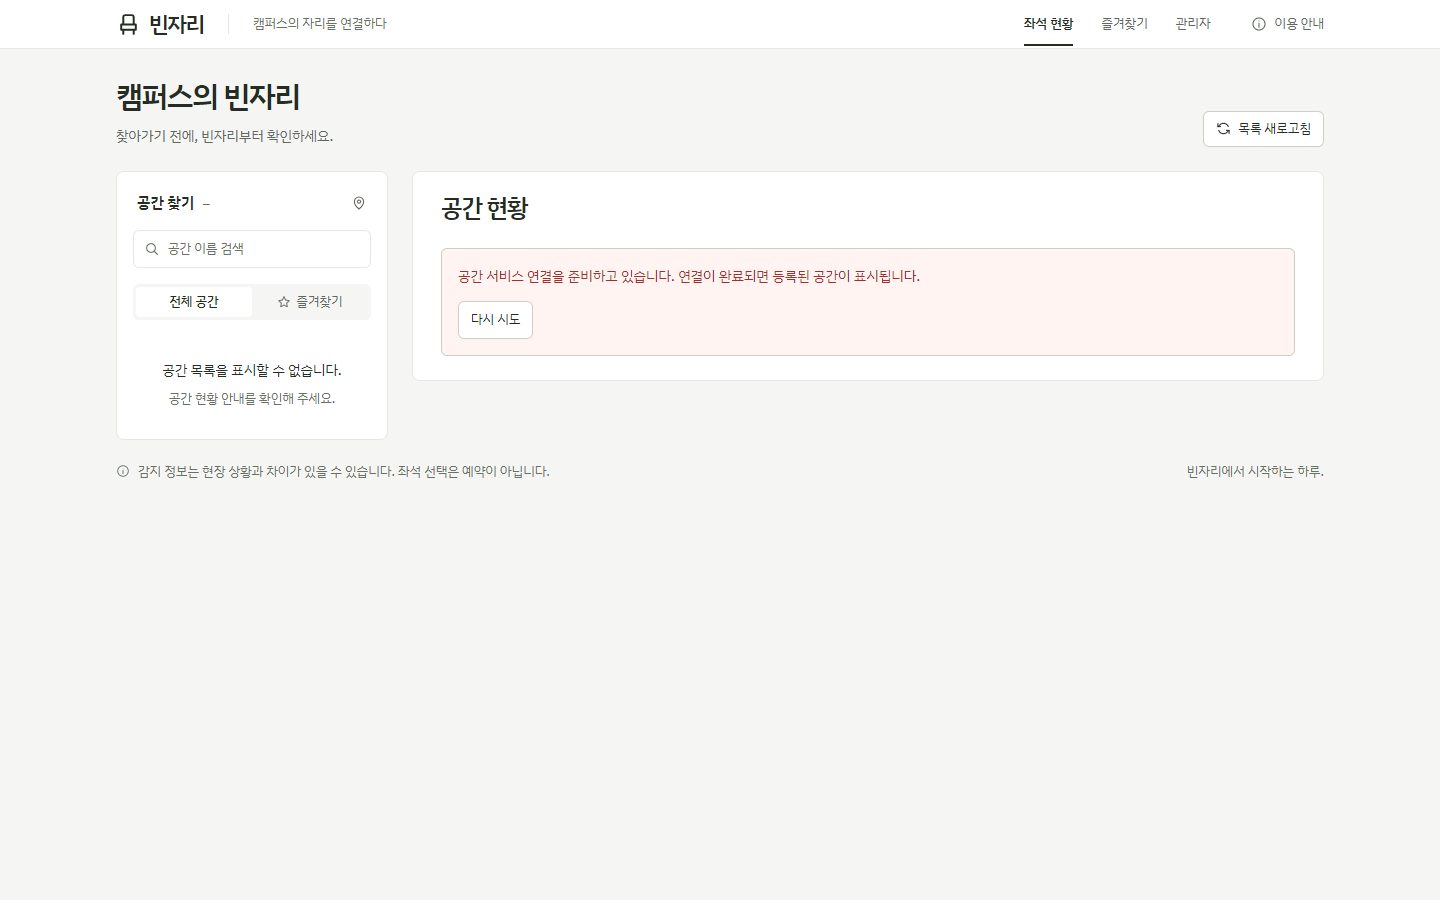 빈자리
캠퍼스의 자리를 연결하다
좌석 현황
즐겨찾기
관리자
이용 안내
캠퍼스의 빈자리
찾아가기 전에, 빈자리부터 확인하세요.
목록 새로고침
공간 찾기 –
공간 이름 검색
전체 공간
즐겨찾기
공간 목록을 표시할 수 없습니다.
공간 현황 안내를 확인해 주세요.
공간 현황
공간 서비스 연결을 준비하고 있습니다. 연결이 완료되면 등록된 공간이 표시됩니다.
다시 시도
감지 정보는 현장 상황과 차이가 있을 수 있습니다. 좌석 선택은 예약이 아닙니다.
빈자리에서 시작하는 하루.